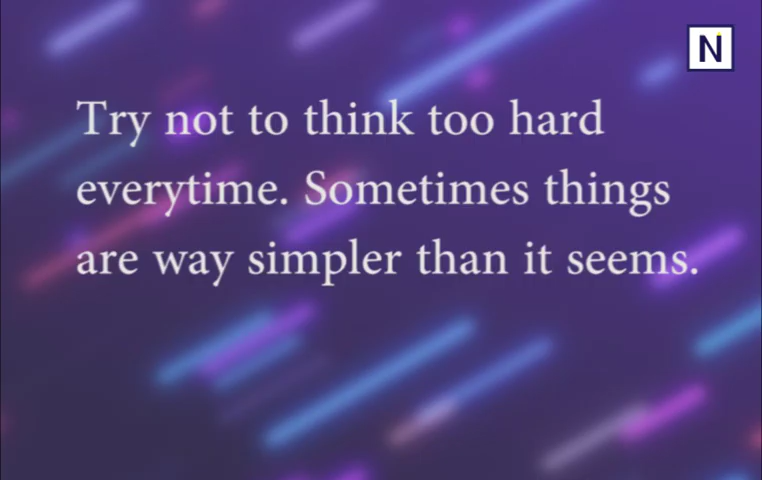 N
Try not to think too hard
everytime. Sometimes things
are way simpler than it seems.